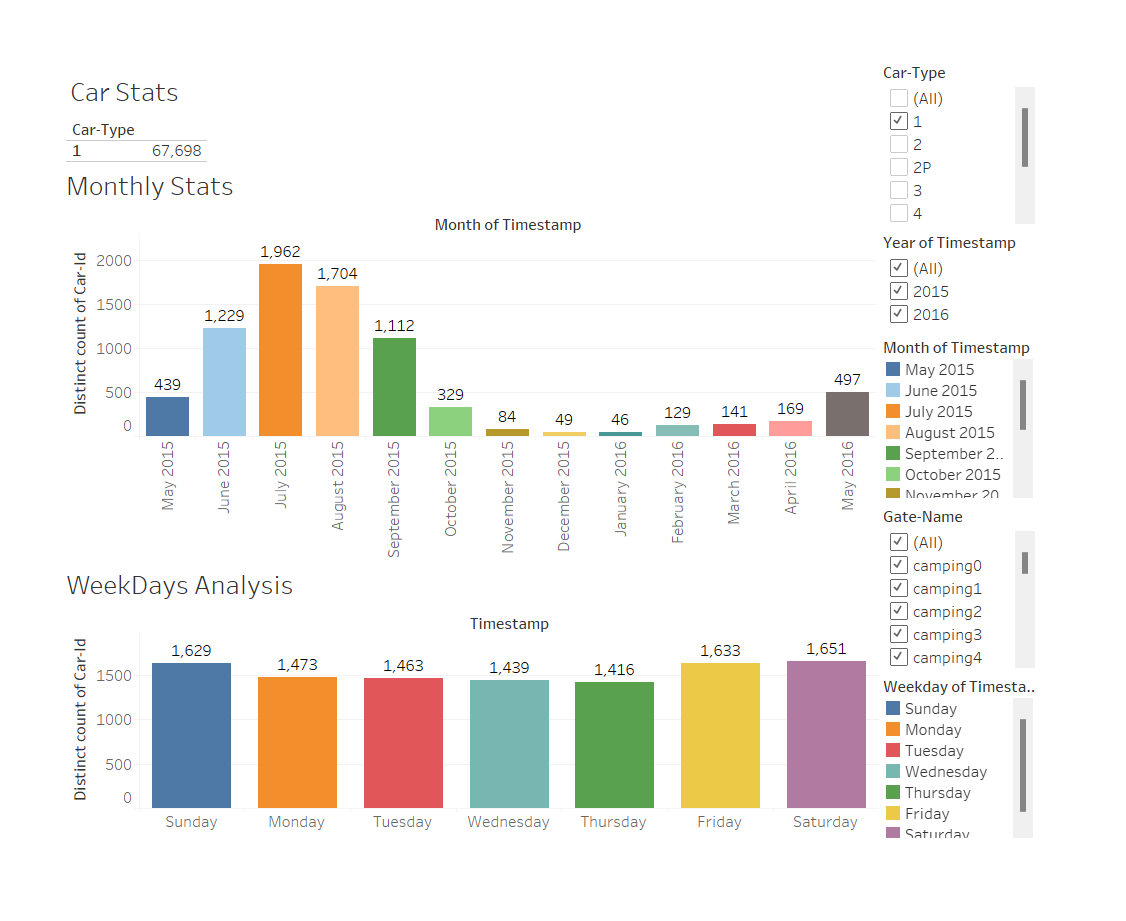 Car Stats
Car-Type
1 67,698
Monthly Stats
Month of Timestamp
Distinct count of Car-Id
2000
1500
1000
500
0
439
1,229
1,962
1,704
1,112
329
84
49
46
129
141
169
497
May 2015
June 2015
July 2015
August 2015
September 2015
October 2015
November 2015
December 2015
January 2016
February 2016
March 2016
April 2016
May 2016
WeekDays Analysis
Timestamp
Distinct count of Car-Id
1500
1000
500
0
1,629
1,473
1,463
1,439
1,416
1,633
1,651
Sunday
Monday
Tuesday
Wednesday
Thursday
Friday
Saturday
Car-Type
(All)
1
2
2P
3
4
Year of Timestamp
(All)
2015
2016
Month of Timestamp
May 2015
June 2015
July 2015
August 2015
September 2..
October 2015
November 20
Gate-Name
(All)
camping0
camping1
camping2
camping3
camping4
Weekday of Timesta..
Sunday
Monday
Tuesday
Wednesday
Thursday
Friday
Saturday